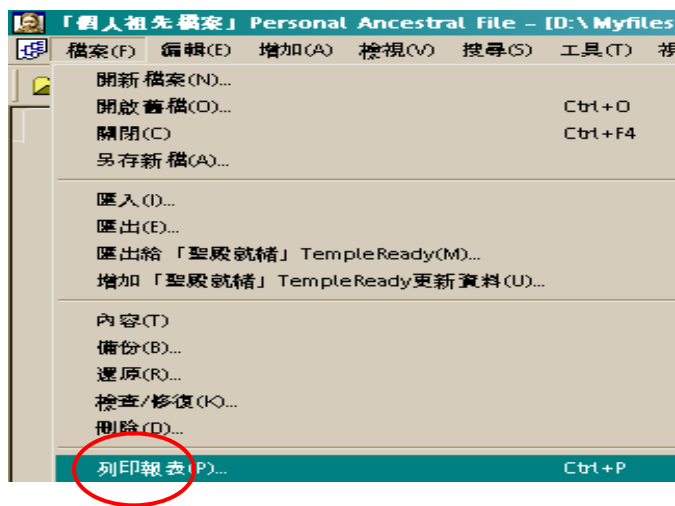 「個人祖先檔案」 Personal Ancestral File – [D:\Myfiles
檔案(F) 編輯(E) 增加(A) 檢視(V) 搜尋(S) 工具(T) 視
開新檔案(N)...
開啟舊檔(O)... Ctrl+O
關閉(C) Ctrl+F4
另存新檔(A)...
匯入(I)...
匯出(E)...
匯出給「聖殿就緒」TempleReady(M)...
增加「聖殿就緒」TempleReady更新資料(U)...
內容(T)
備份(B)...
還原(R)...
檢查/修復(K)...
刪除(D)...
列印報表(P)... Ctrl+P